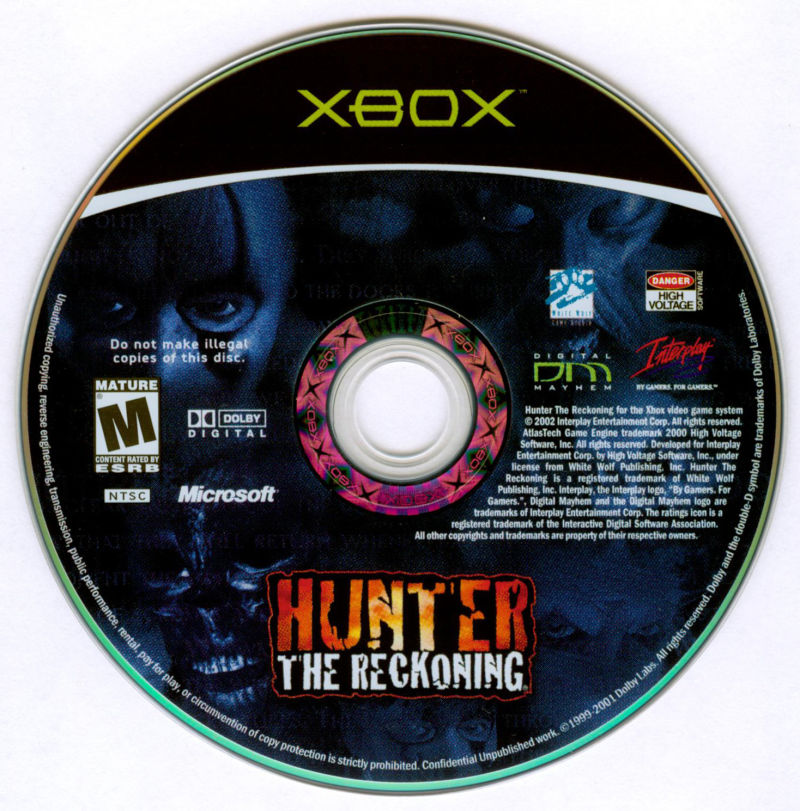 XBOX™
Do not make illegal
copies of this disc.
MATURE
M
CONTENT RATED BY
ESRB
DOLBY
DIGITAL
NTSC
Microsoft®
WHITE WOLF
GAME STUDIO
DANGER
HIGH
VOLTAGE
SOFTWARE
DIGITAL
DM
MAYHEM
Interplay™
BY GAMERS. FOR GAMERS.™
Hunter The Reckoning for the Xbox video game system
© 2002 Interplay Entertainment Corp. All rights reserved.
AtlasTech Game Engine trademark 2000 High Voltage
Software, Inc. All rights reserved. Developed for Interplay
Entertainment Corp. by High Voltage Software, Inc., under
license from White Wolf Publishing, Inc. Hunter The
Reckoning is a registered trademark of White Wolf
Publishing, Inc. Interplay, the Interplay logo, "By Gamers. For
Gamers.", Digital Mayhem and the Digital Mayhem logo are
trademarks of Interplay Entertainment Corp. The ratings icon is a
registered trademark of the Interactive Digital Software Association.
All other copyrights and trademarks are property of their respective owners.
HUNTER
THE RECKONING
Unauthorized copying, reverse engineering, transmission, public performance, rental, pay for play, or circumvention of copy protection is strictly prohibited. Confidential Unpublished work. ©1999-2001 Dolby Labs. All rights reserved. Dolby and the double-D symbol are trademarks of Dolby Laboratories.